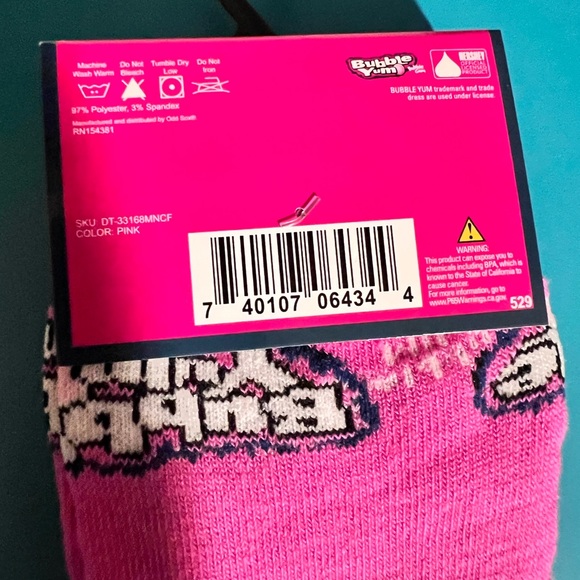 Machine Wash Warm
Do Not Bleach
Tumble Dry Low
Do Not Iron
97% Polyester, 3% Spandex
Manufactured and distributed by Odd Sox®
RN154381
Bubble Yum
HERSHEY
OFFICIAL
LICENSED
PRODUCT
BUBBLE YUM trademark and trade
dress are used under license.
SKU: DT-33168MNCF
COLOR: PINK
7 40107 06434 4
WARNING:
This product can expose you to
chemicals including BPA, which is
known to the State of California to
cause cancer.
For more information, go to
www.P65Warnings.ca.gov.
529
Bubble
Yum